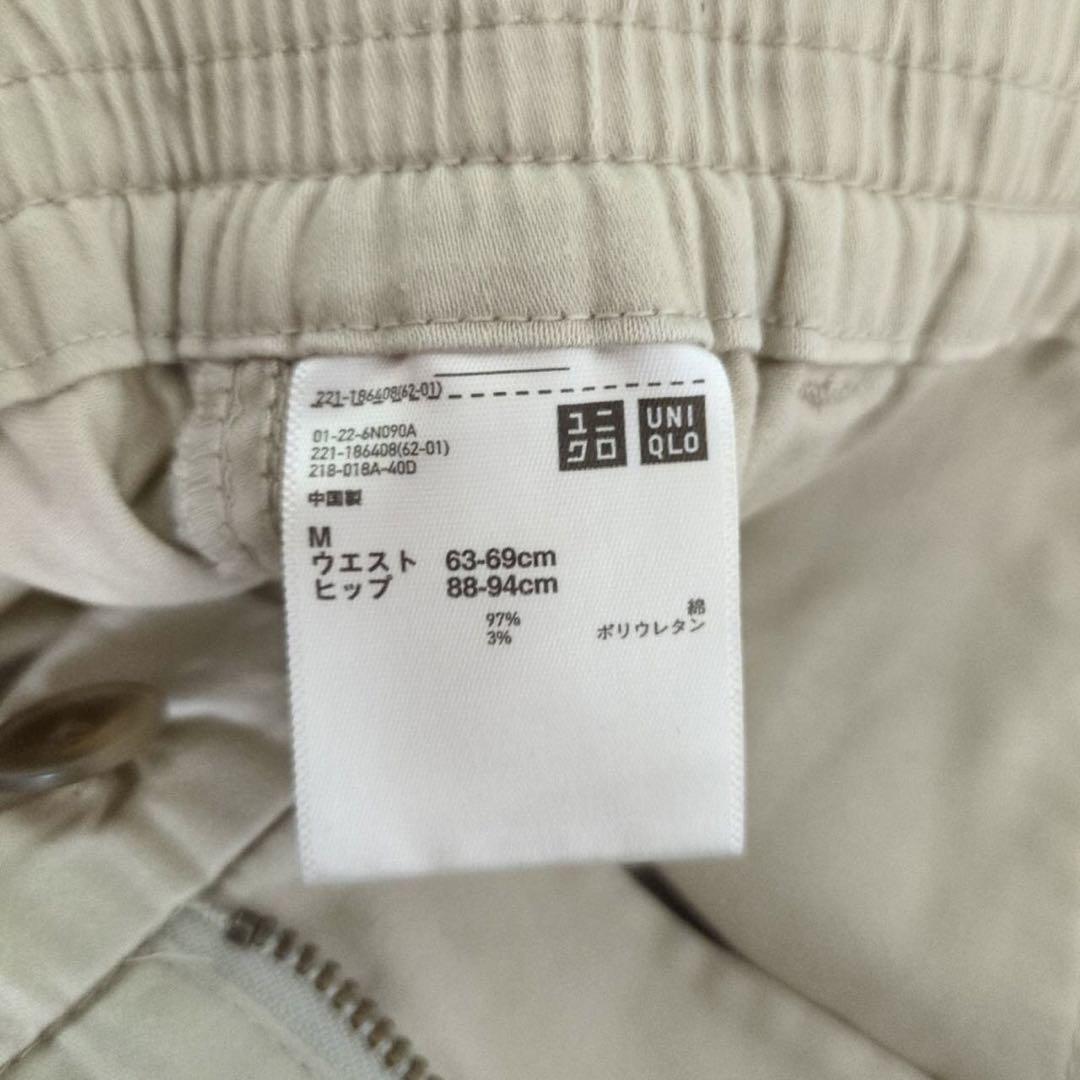 221-186408(62-01)
01-22-6N090A
221-186408(62-01)
218-018A-40D
ユニクロ
UNIQLO
中国製
M
ウエスト 63-69cm
ヒップ 88-94cm
97% 綿
3% ポリウレタン